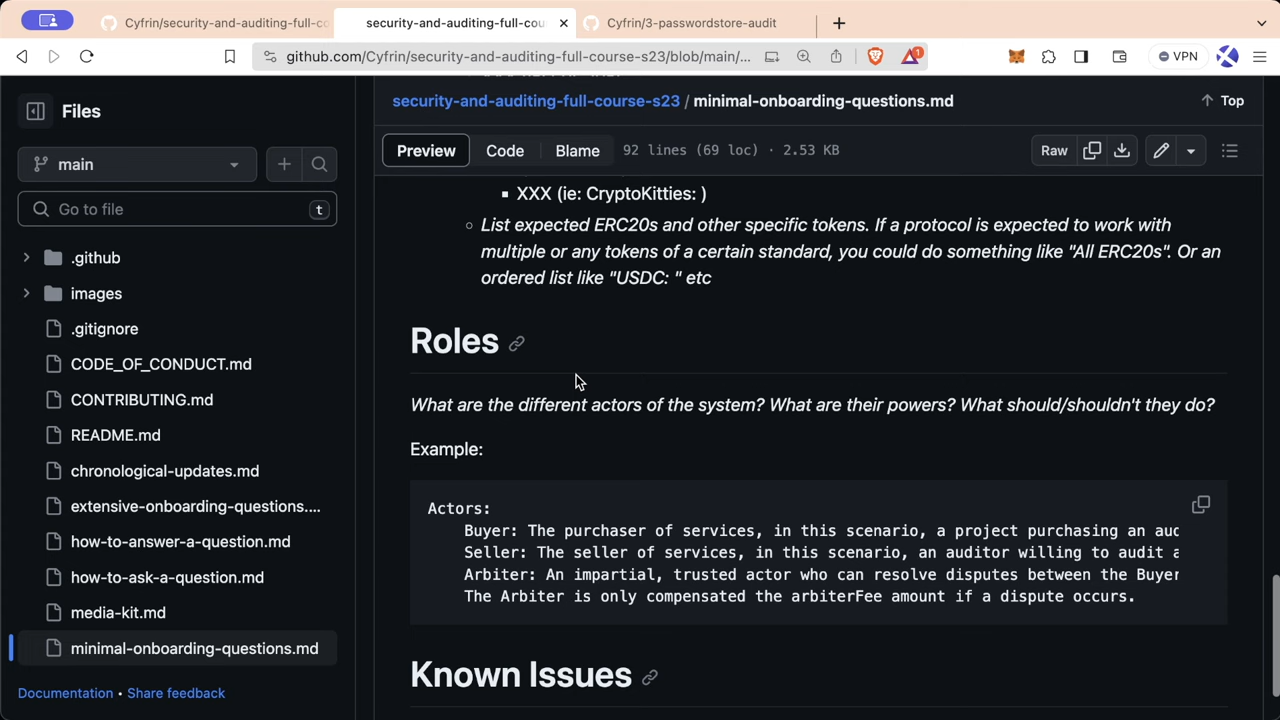 Cyfrin/security-and-auditing-full-co
security-and-auditing-full-cou
Cyfrin/3-passwordstore-audit
github.com/Cyfrin/security-and-auditing-full-course-s23/blob/main/...
1
VPN
Files
security-and-auditing-full-course-s23 / minimal-onboarding-questions.md
Top
main
Preview
Code
Blame
92 lines (69 loc) · 2.53 KB
Raw
Go to file
t
XXX (ie: CryptoKitties: )
List expected ERC20s and other specific tokens. If a protocol is expected to work with
multiple or any tokens of a certain standard, you could do something like "All ERC20s". Or an
ordered list like "USDC: " etc
.github
images
.gitignore
CODE_OF_CONDUCT.md
CONTRIBUTING.md
README.md
chronological-updates.md
extensive-onboarding-questions....
how-to-answer-a-question.md
how-to-ask-a-question.md
media-kit.md
minimal-onboarding-questions.md
Documentation • Share feedback
Roles
What are the different actors of the system? What are their powers? What should/shouldn't they do?
Example:
Actors:
Buyer: The purchaser of services, in this scenario, a project purchasing an aud
Seller: The seller of services, in this scenario, an auditor willing to audit a
Arbiter: An impartial, trusted actor who can resolve disputes between the Buyer
The Arbiter is only compensated the arbiterFee amount if a dispute occurs.
Known Issues